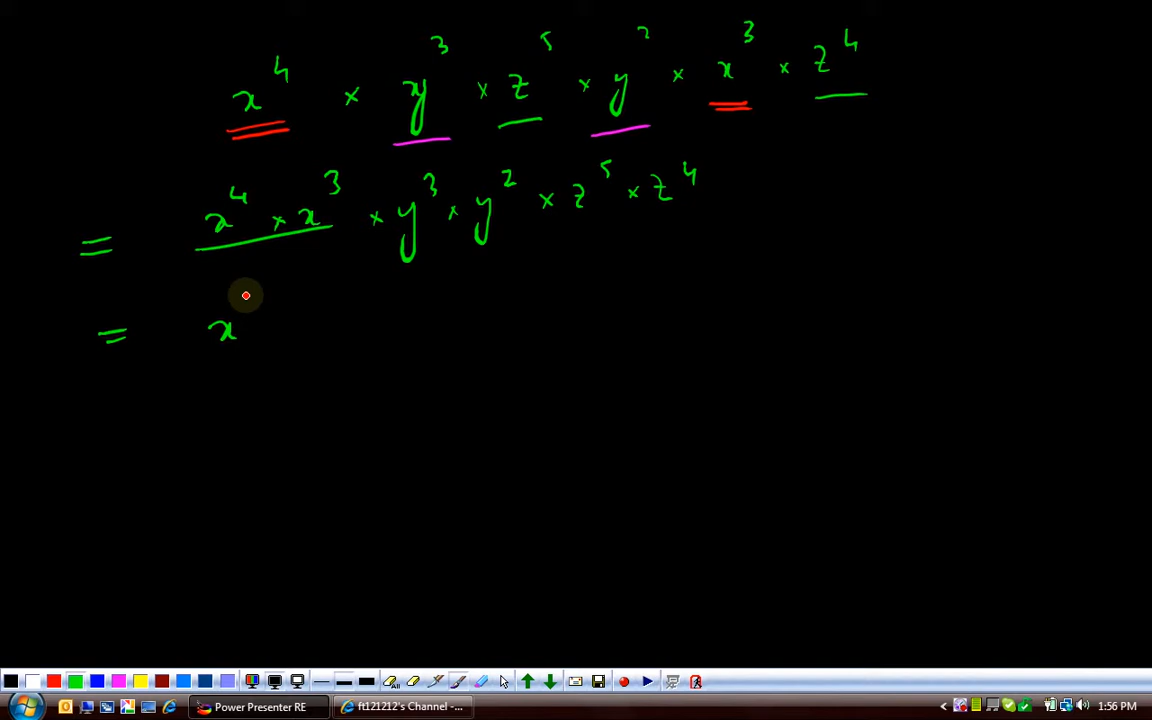 x⁴ × y³ × z⁵ × y² × x³ × z⁴
= x⁴ × x³ × y³ × y² × z⁵ × z⁴
= x
All
Power Presenter RE
ft121212's Channel -...
1:56 PM